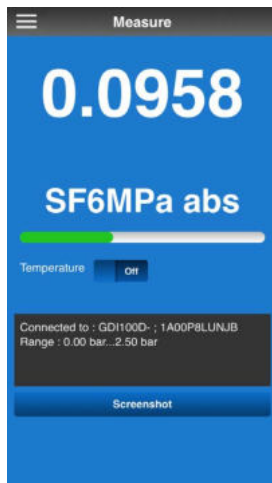 Measure
0.0958
SF6MPa abs
Temperature Off
Connected to : GDI100D- ; 1A00P8LUNJB
Range : 0.00 bar...2.50 bar
Screenshot